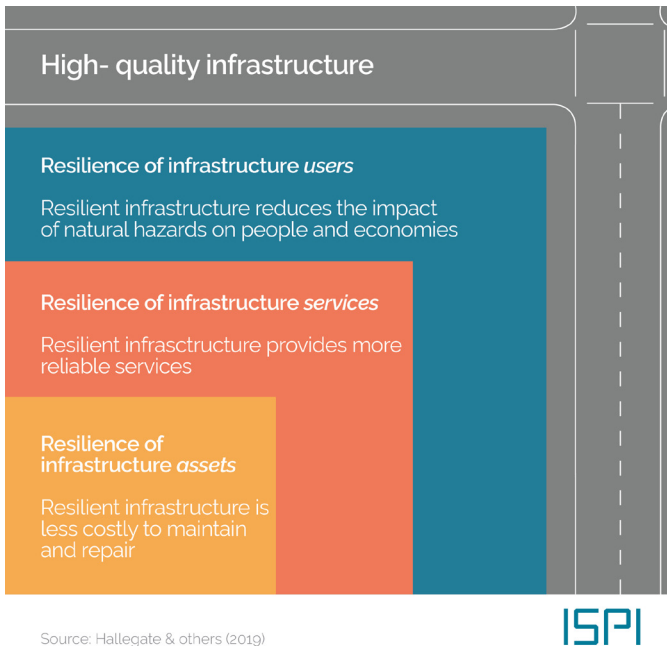 High- quality infrastructure
Resilience of infrastructure users
Resilient infrastructure reduces the impact
of natural hazards on people and economies
Resilience of infrastructure services
Resilient infrasctructure provides more
reliable services
Resilience of
infrastructure assets
Resilient infrastructure is
less costly to maintain
and repair
Source: Hallegate & others (2019)
ISPI